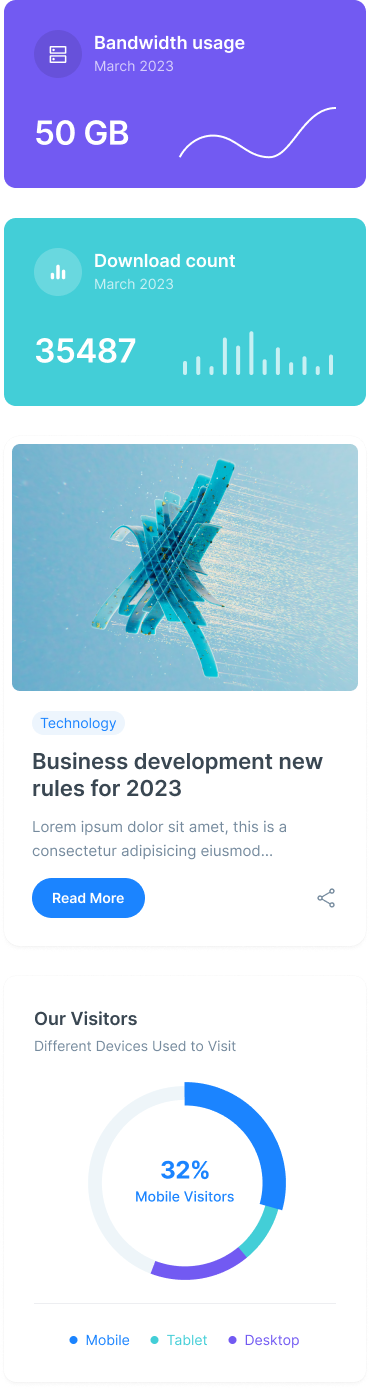 Bandwidth usage
March 2023
50 GB
Download count
March 2023
35487
Technology
Business development new
rules for 2023
Lorem ipsum dolor sit amet, this is a
consectetur adipisicing eiusmod...
Read More
Our Visitors
Different Devices Used to Visit
32%
Mobile Visitors
Mobile Tablet Desktop